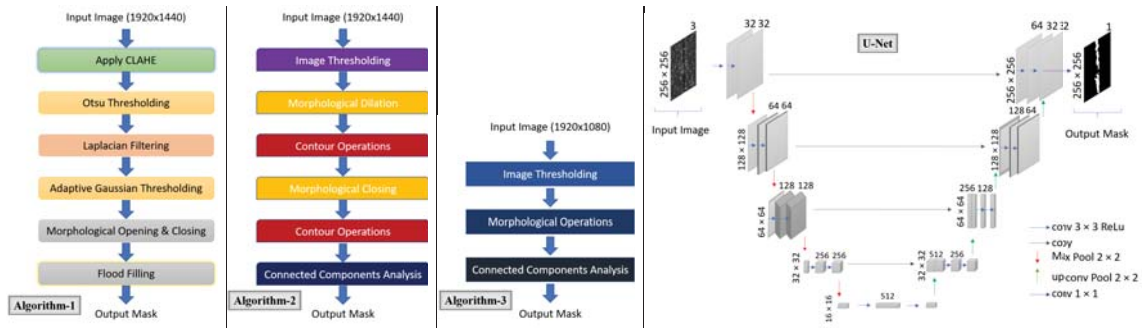 Input Image (1920x1440)
Apply CLAHE
Otsu Thresholding
Laplacian Filtering
Adaptive Gaussian Thresholding
Morphological Opening & Closing
Flood Filling
Algorithm-1
Output Mask
Input Image (1920x1440)
Image Thresholding
Morphological Dilation
Contour Operations
Morphological Closing
Contour Operations
Connected Components Analysis
Algorithm-2
Output Mask
Input Image (1920x1080)
Image Thresholding
Morphological Operations
Connected Components Analysis
Algorithm-3
Output Mask
U-Net
3
32 32
256 × 256
Input Image
64 64
128 × 128
128 128
64 × 64
256 256
32 × 32
512
16 × 16
512 256
32 × 32
256 128
64 × 64
128 64
128 × 128
64 32
256 × 256
1
256 × 256
Output Mask
conv 3 × 3 ReLu
copy
Max Pool 2 × 2
upconv Pool 2 × 2
conv 1 × 1